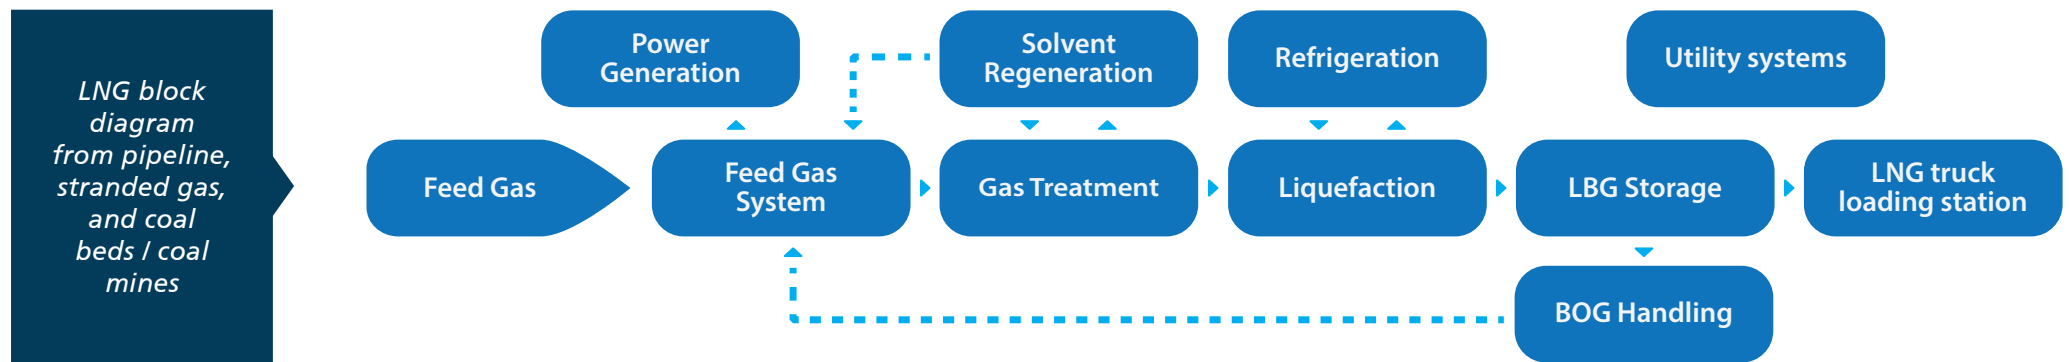 LNG block
diagram
from pipeline,
stranded gas,
and coal
beds / coal
mines
Power
Generation
Solvent
Regeneration
Refrigeration
Utility systems
Feed Gas
Feed Gas
System
Gas Treatment
Liquefaction
LBG Storage
LNG truck
loading station
BOG Handling